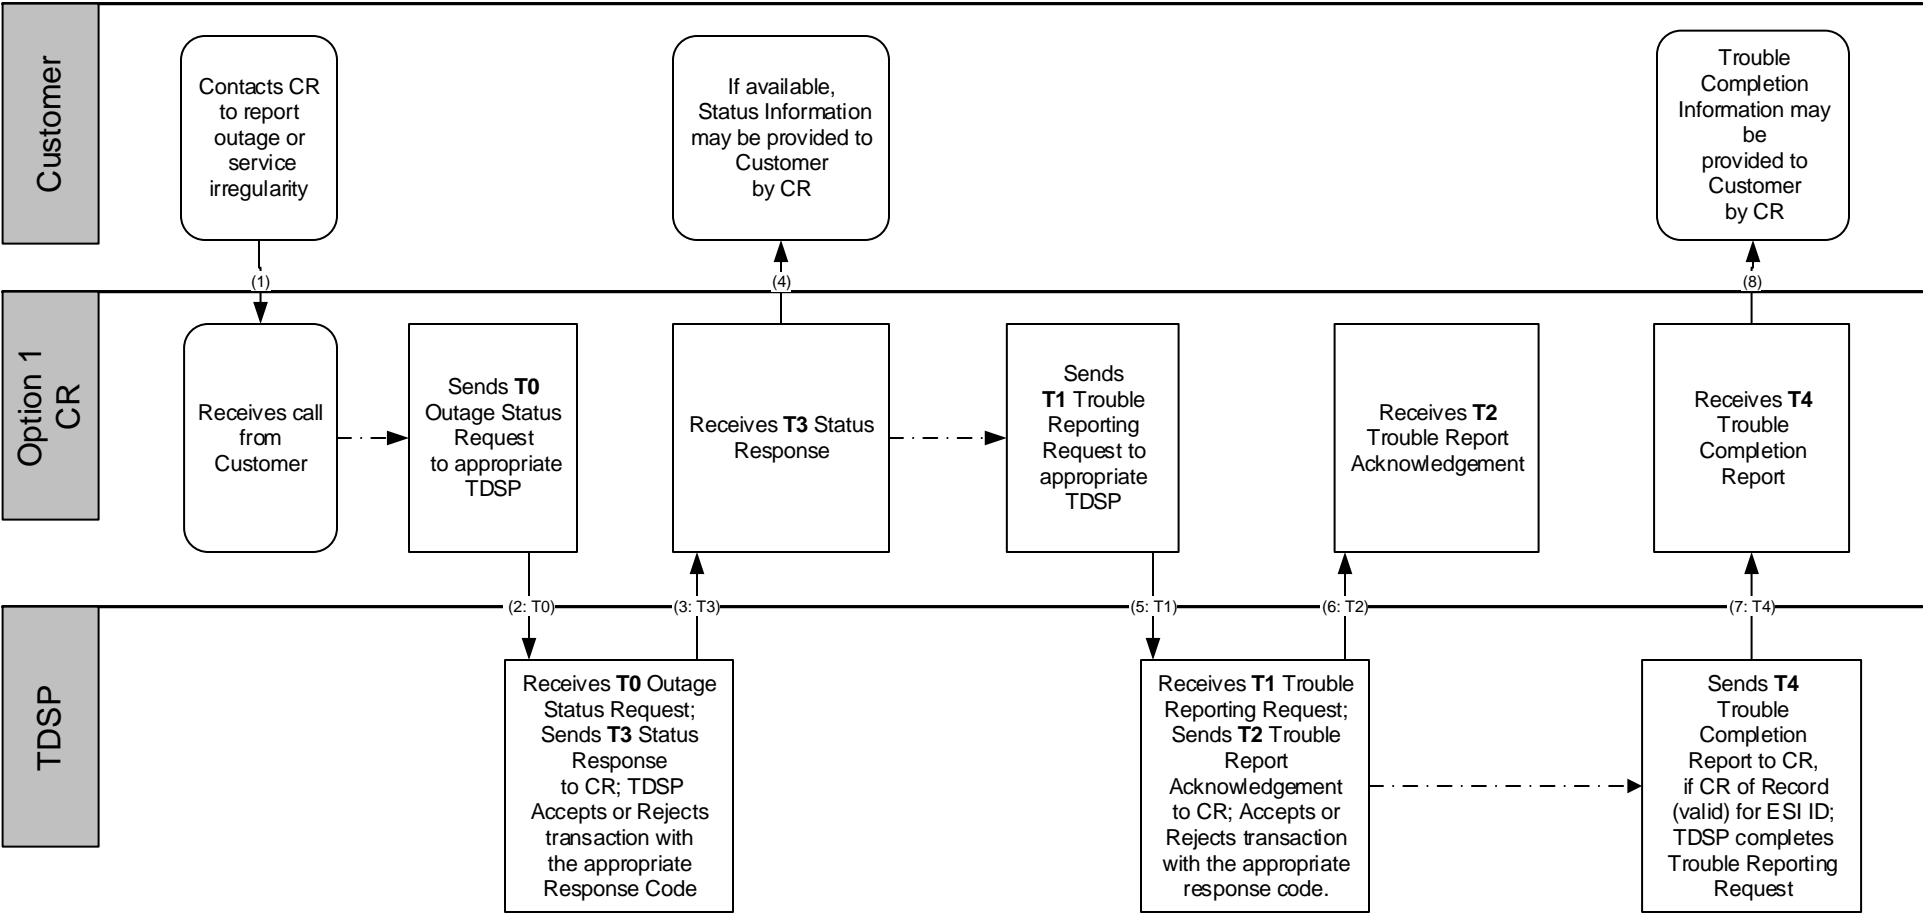 Customer
Contacts CR
to report
outage or
service
irregularity
If available,
Status Information
may be provided to
Customer
by CR
Trouble
Completion
Information may
be
provided to
Customer
by CR
(1)
(4)
(8)
Option 1
CR
Receives call
from
Customer
Sends T0
Outage Status
Request
to appropriate
TDSP
Receives T3 Status
Response
Sends
T1 Trouble
Reporting
Request to
appropriate
TDSP
Receives T2
Trouble Report
Acknowledgement
Receives T4
Trouble
Completion
Report
(2: T0)
(3: T3)
(5: T1)
(6: T2)
(7: T4)
TDSP
Receives T0 Outage
Status Request;
Sends T3 Status
Response
to CR; TDSP
Accepts or Rejects
transaction with
the appropriate
Response Code
Receives T1 Trouble
Reporting Request;
Sends T2 Trouble
Report
Acknowledgement
to CR; Accepts or
Rejects transaction
with the appropriate
response code.
Sends T4
Trouble
Completion
Report to CR,
if CR of Record
(valid) for ESI ID;
TDSP completes
Trouble Reporting
Request